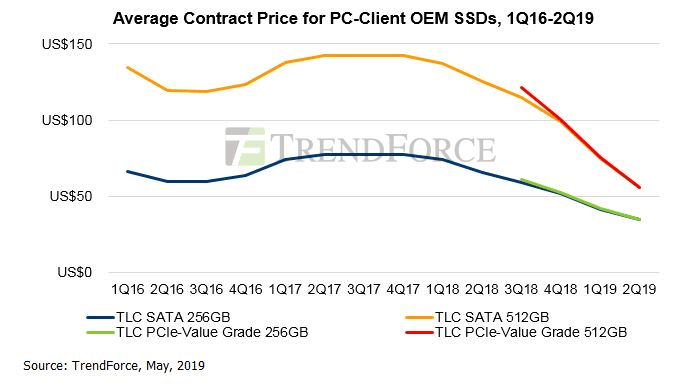 Average Contract Price for PC-Client OEM SSDs, 1Q16-2Q19
US$150
US$100
TRENDFORCE
US$50
US$0
1Q16 2Q16 3Q16 4Q16 1Q17 2Q17 3Q17 4Q17 1Q18 2Q18 3Q18 4Q18 1Q19 2Q19
TLC SATA 256GB TLC SATA 512GB
TLC PCIe-Value Grade 256GB TLC PCIe-Value Grade 512GB
Source: TrendForce, May, 2019